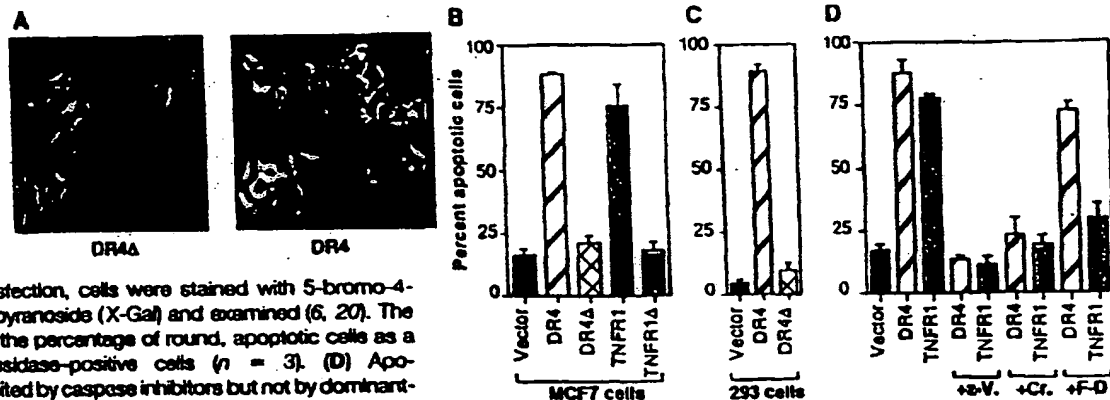 A
DR4Δ
DR4
sfection, cells were stained with 5-bromo-4-
pyranoside (X-Gal) and examined (6, 20). The
the percentage of round, apoptotic cells as a
sidase-positive cells (n = 3). (D) Apo-
ited by caspase inhibitors but not by dominant-
B
Percent apoptotic cells
100
75
50
25
0
Vector
DR4
DR4Δ
TNFR1
TNFR1Δ
MCF7 cells
C
100
75
50
25
0
Vector
DR4
DR4Δ
293 cells
D
100
75
50
25
0
Vector
DR4
TNFR1
DR4
TNFR1
DR4
TNFR1
DR4
TNFR1
+z-V.
+Cr.
+F-D